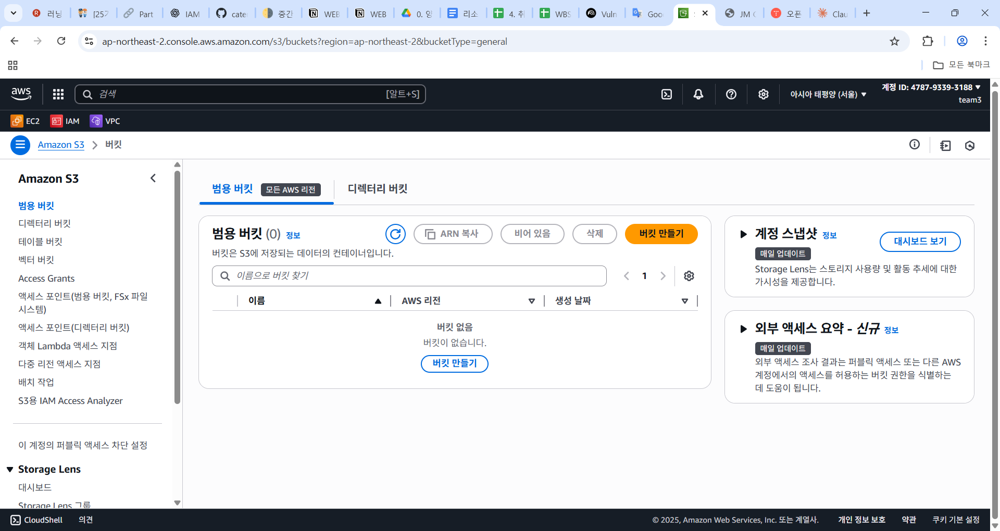 러닝
[25기
Part
IAM
cate
중간
WEB
WEB
0. 양
리소
4. 취
WBS
Vuln
Goo
JM
오픈
Clau
ap-northeast-2.console.aws.amazon.com/s3/buckets?region=ap-northeast-2&bucketType=general
모든 북마크
aws
검색
[알트+S]
아시아 태평양 (서울)
계정 ID: 4787-9339-3188
team3
EC2
IAM
VPC
Amazon S3
버킷
Amazon S3
범용 버킷
디렉터리 버킷
테이블 버킷
벡터 버킷
Access Grants
액세스 포인트(범용 버킷, FSx 파일
시스템)
액세스 포인트(디렉터리 버킷)
객체 Lambda 액세스 지점
다중 리전 액세스 지점
배치 작업
S3용 IAM Access Analyzer
이 계정의 퍼블릭 액세스 차단 설정
Storage Lens
대시보드
Storage Lens 그룹
범용 버킷
모든 AWS 리전
디렉터리 버킷
범용 버킷 (0) 정보
ARN 복사
비어 있음
삭제
버킷 만들기
버킷은 S3에 저장되는 데이터의 컨테이너입니다.
이름으로 버킷 찾기
1
이름
AWS 리전
생성 날짜
버킷 없음
버킷이 없습니다.
버킷 만들기
계정 스냅샷 정보
대시보드 보기
매일 업데이트
Storage Lens는 스토리지 사용량 및 활동 추세에 대한
가시성을 제공합니다.
외부 액세스 요약 - 신규 정보
매일 업데이트
외부 액세스 조사 결과는 퍼블릭 액세스 또는 다른 AWS
계정에서의 액세스를 허용하는 버킷 권한을 식별하는
데 도움이 됩니다.
CloudShell
의견
© 2025, Amazon Web Services, Inc. 또는 계열사.
개인 정보 보호
약관
쿠키 기본 설정